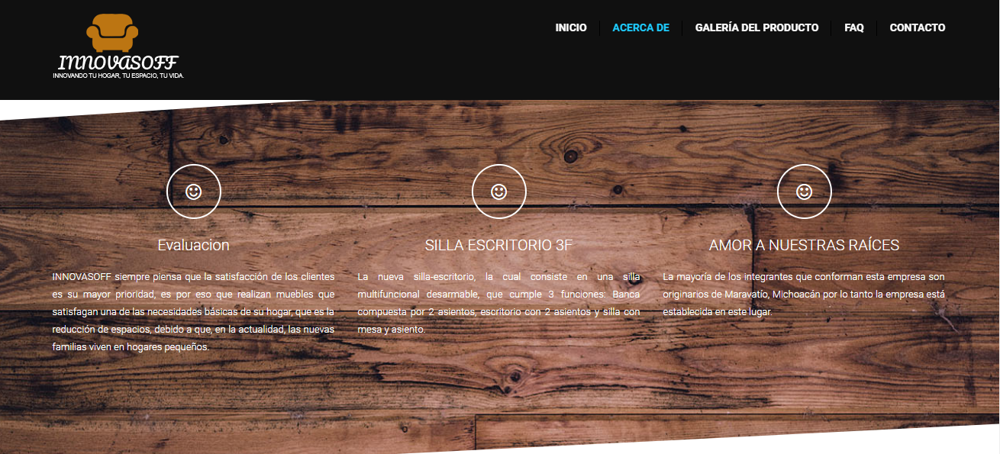 INNOVASOFF
INNOVANDO TU HOGAR, TU ESPACIO, TU VIDA.
INICIO
ACERCA DE
GALERÍA DEL PRODUCTO
FAQ
CONTACTO
Evaluacion
INNOVASOFF siempre piensa que la satisfacción de los clientes
es su mayor prioridad, es por eso que realizan muebles que
satisfagan una de las necesidades básicas de su hogar, que es la
reducción de espacios, debido a que, en la actualidad, las nuevas
familias viven en hogares pequeños.
SILLA ESCRITORIO 3F
La nueva silla-escritorio, la cual consiste en una silla
multifuncional desarmable, que cumple 3 funciones: Banca
compuesta por 2 asientos, escritorio con 2 asientos y silla con
mesa y asiento.
AMOR A NUESTRAS RAÍCES
La mayoría de los integrantes que conforman esta empresa son
originarios de Maravatío, Michoacán por lo tanto la empresa está
establecida en este lugar.